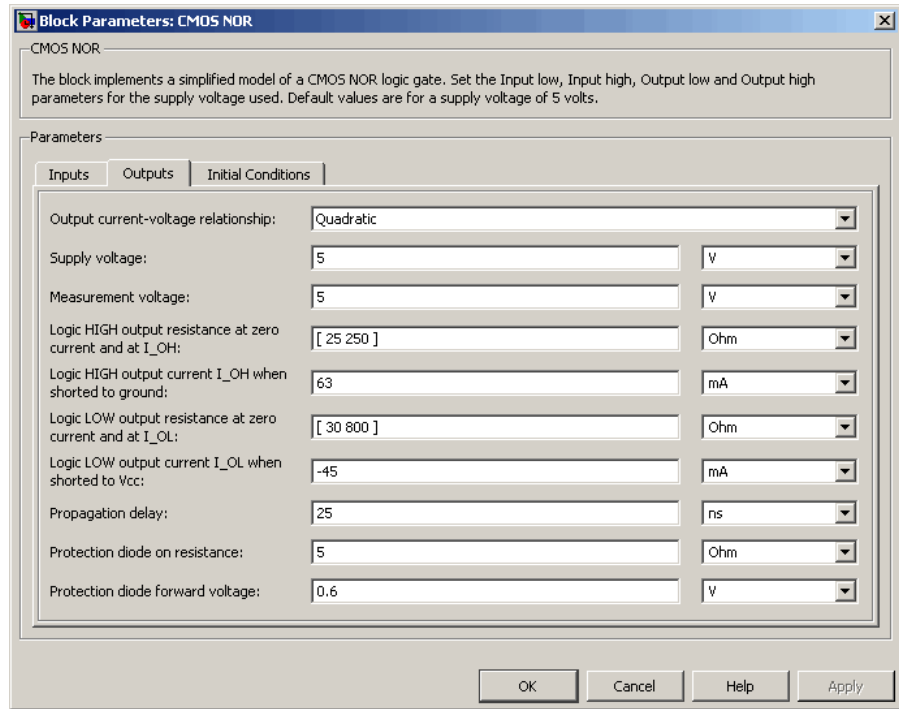 Block Parameters: CMOS NOR
CMOS NOR
The block implements a simplified model of a CMOS NOR logic gate. Set the Input low, Input high, Output low and Output high
parameters for the supply voltage used. Default values are for a supply voltage of 5 volts.
Parameters
Inputs Outputs Initial Conditions
Output current-voltage relationship: Quadratic
Supply voltage: 5 V
Measurement voltage: 5 V
Logic HIGH output resistance at zero
current and at I_OH: [ 25 250 ] Ohm
Logic HIGH output current I_OH when
shorted to ground: 63 mA
Logic LOW output resistance at zero
current and at I_OL: [ 30 800 ] Ohm
Logic LOW output current I_OL when
shorted to Vcc: -45 mA
Propagation delay: 25 ns
Protection diode on resistance: 5 Ohm
Protection diode forward voltage: 0.6 V
OK Cancel Help Apply